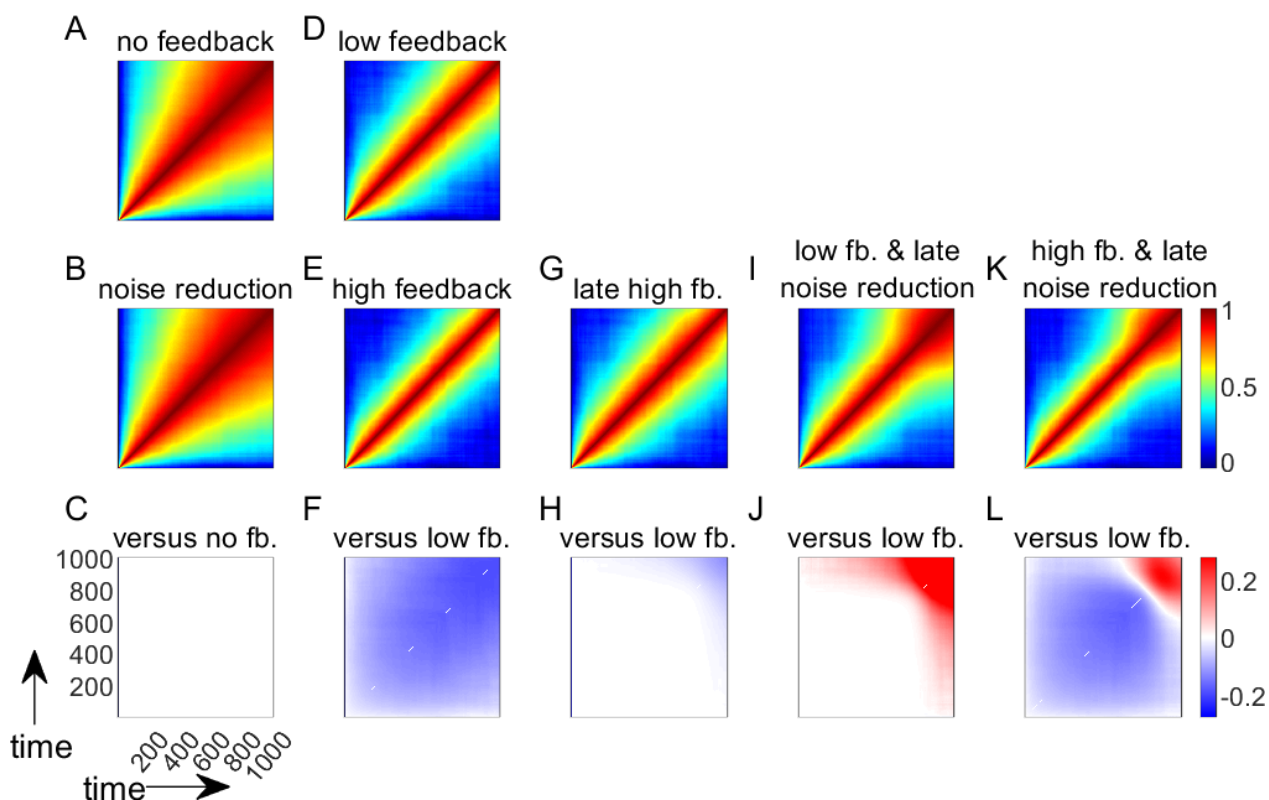 A
no feedback
D
low feedback
B
noise reduction
E
high feedback
G
late high fb.
I
low fb. & late
noise reduction
K
high fb. & late
noise reduction
1
0.5
0
C
versus no fb.
F
versus low fb.
H
versus low fb.
J
versus low fb.
L
versus low fb.
1000
800
600
400
200
time
200
400
600
800
1000
time
0.2
0
-0.2